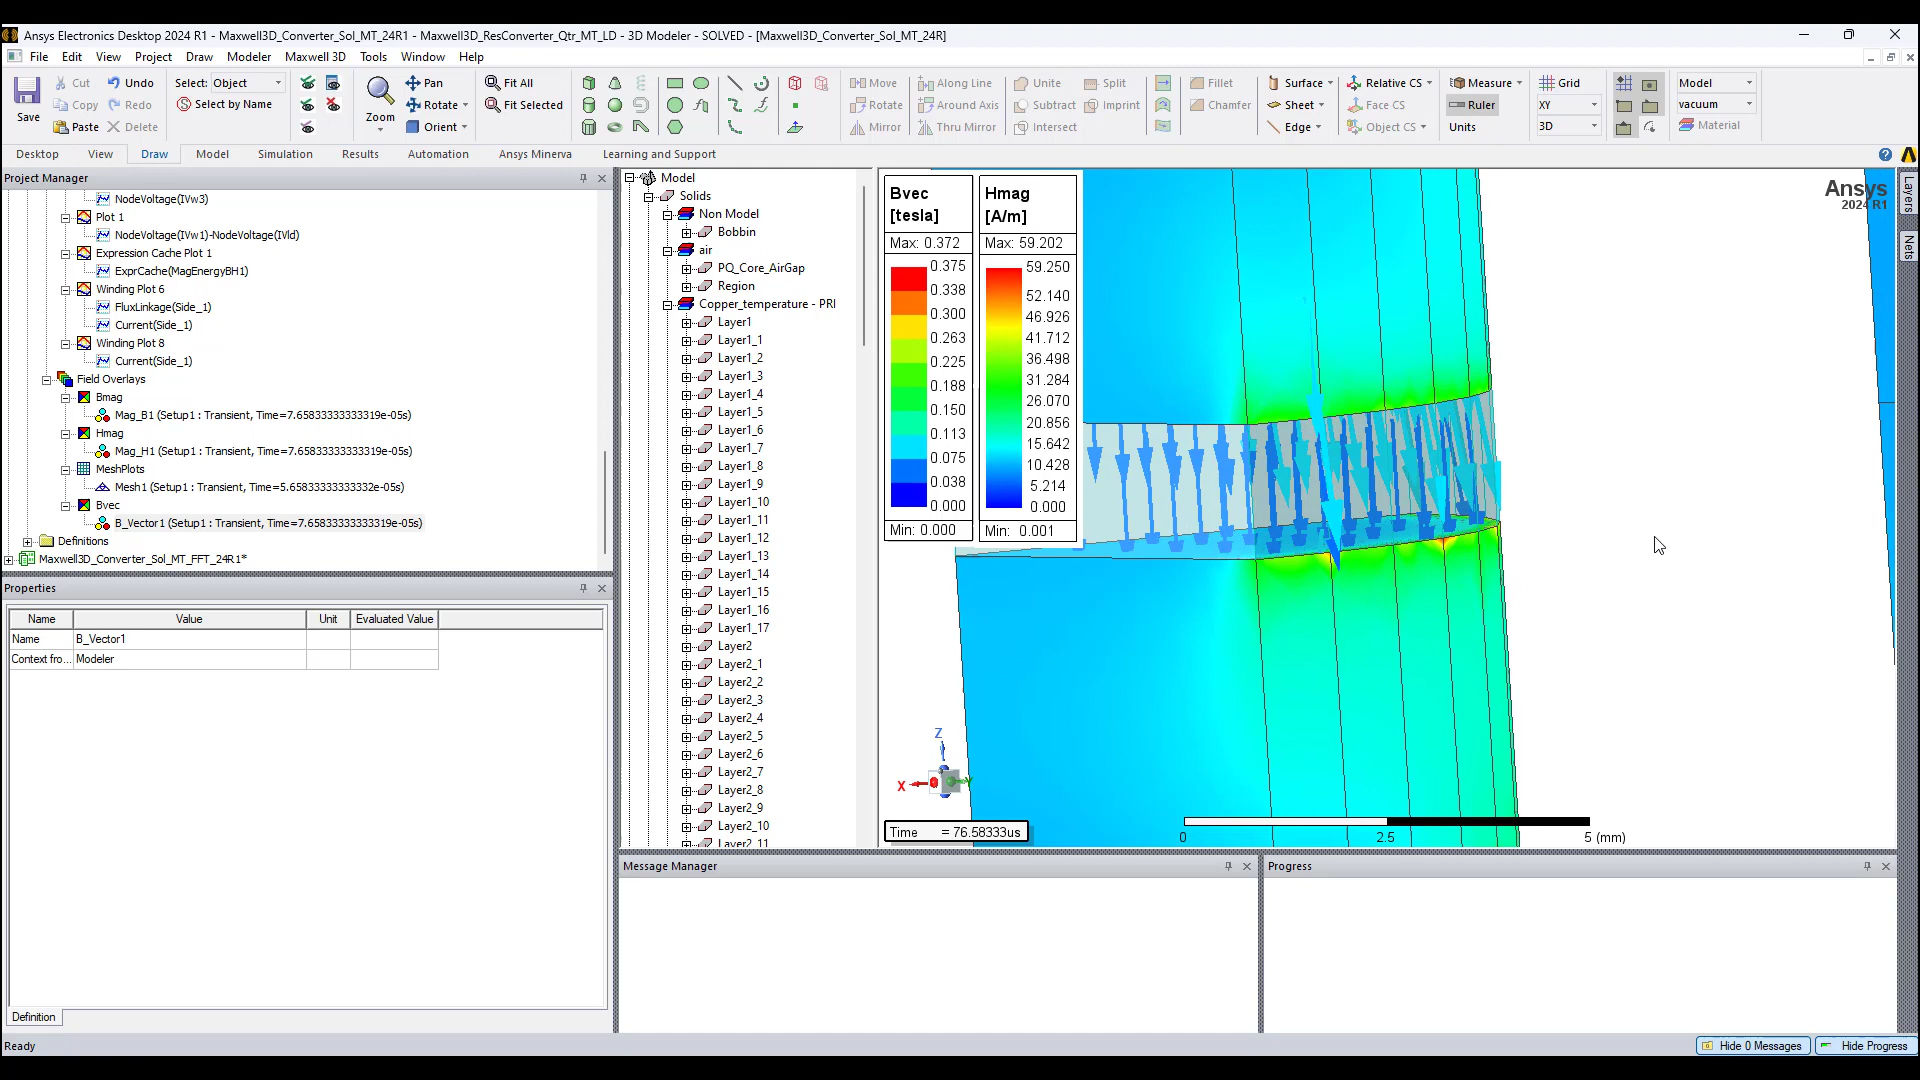 Ansys Electronics Desktop 2024 R1 - Maxwell3D_Converter_Sol_MT_24R1 - Maxwell3D_ResConverter_Qtr_MT_LD - 3D Modeler - SOLVED - [Maxwell3D_Converter_Sol_MT_24R]
File Edit View Project Draw Modeler Maxwell 3D Tools Window Help
Save
Cut
Copy
Paste
Undo
Redo
Delete
Select: Object
Select by Name
Zoom
Pan
Rotate
Orient
Fit All
Fit Selected
Move
Rotate
Mirror
Along Line
Around Axis
Thru Mirror
Unite
Subtract
Intersect
Split
Imprint
Fillet
Chamfer
Surface
Sheet
Edge
Relative CS
Face CS
Object CS
Measure
Ruler
Units
Grid
XY
3D
Model
vacuum
Material
Desktop View Draw Model Simulation Results Automation Ansys Minerva Learning and Support
Project Manager
NodeVoltage(IVw3)
Plot 1
NodeVoltage(IVw1)-NodeVoltage(IVld)
Expression Cache Plot 1
ExprCache(MagEnergyBH1)
Winding Plot 6
FluxLinkage(Side_1)
Current(Side_1)
Winding Plot 8
Current(Side_1)
Field Overlays
Bmag
Mag_B1 (Setup1 : Transient, Time=7.65833333333319e-05s)
Hmag
Mag_H1 (Setup1 : Transient, Time=7.65833333333319e-05s)
MeshPlots
Mesh1 (Setup1 : Transient, Time=5.65833333333332e-05s)
Bvec
B_Vector1 (Setup1 : Transient, Time=7.65833333333319e-05s)
Definitions
Maxwell3D_Converter_Sol_MT_FFT_24R1*
Properties
Name Value Unit Evaluated Value
Name B_Vector1
Context fro... Modeler
Definition
Model
Solids
Non Model
Bobbin
air
PQ_Core_AirGap
Region
Copper_temperature - PRI
Layer1
Layer1_1
Layer1_2
Layer1_3
Layer1_4
Layer1_5
Layer1_6
Layer1_7
Layer1_8
Layer1_9
Layer1_10
Layer1_11
Layer1_12
Layer1_13
Layer1_14
Layer1_15
Layer1_16
Layer1_17
Layer2
Layer2_1
Layer2_2
Layer2_3
Layer2_4
Layer2_5
Layer2_6
Layer2_7
Layer2_8
Layer2_9
Layer2_10
Layer2_11
Bvec
[tesla]
Max: 0.372
0.375
0.338
0.300
0.263
0.225
0.188
0.150
0.113
0.075
0.038
0.000
Min: 0.000
Hmag
[A/m]
Max: 59.202
59.250
52.140
46.926
41.712
36.498
31.284
26.070
20.856
15.642
10.428
5.214
0.000
Min: 0.001
Ansys
2024 R1
Layers
Nets
Z
X
Y
Time = 76.58333us
0 2.5 5 (mm)
Message Manager
Progress
Ready
Hide 0 Messages
Hide Progress